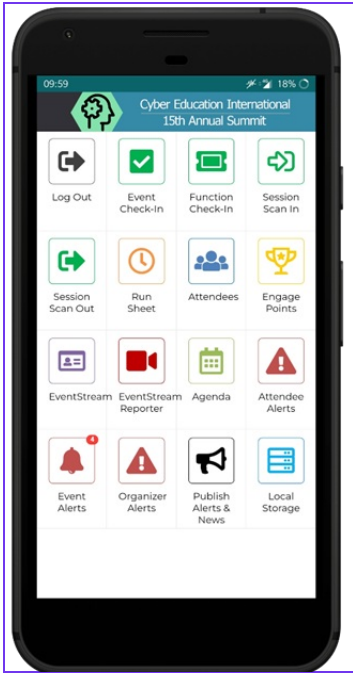 09:59
18%
Cyber Education International
15th Annual Summit
Log Out
Event
Check-In
Function
Check-In
Session
Scan In
Session
Scan Out
Run
Sheet
Attendees
Engage
Points
EventStream
EventStream
Reporter
Agenda
Attendee
Alerts
4
Event
Alerts
Organizer
Alerts
Publish
Alerts &
News
Local
Storage